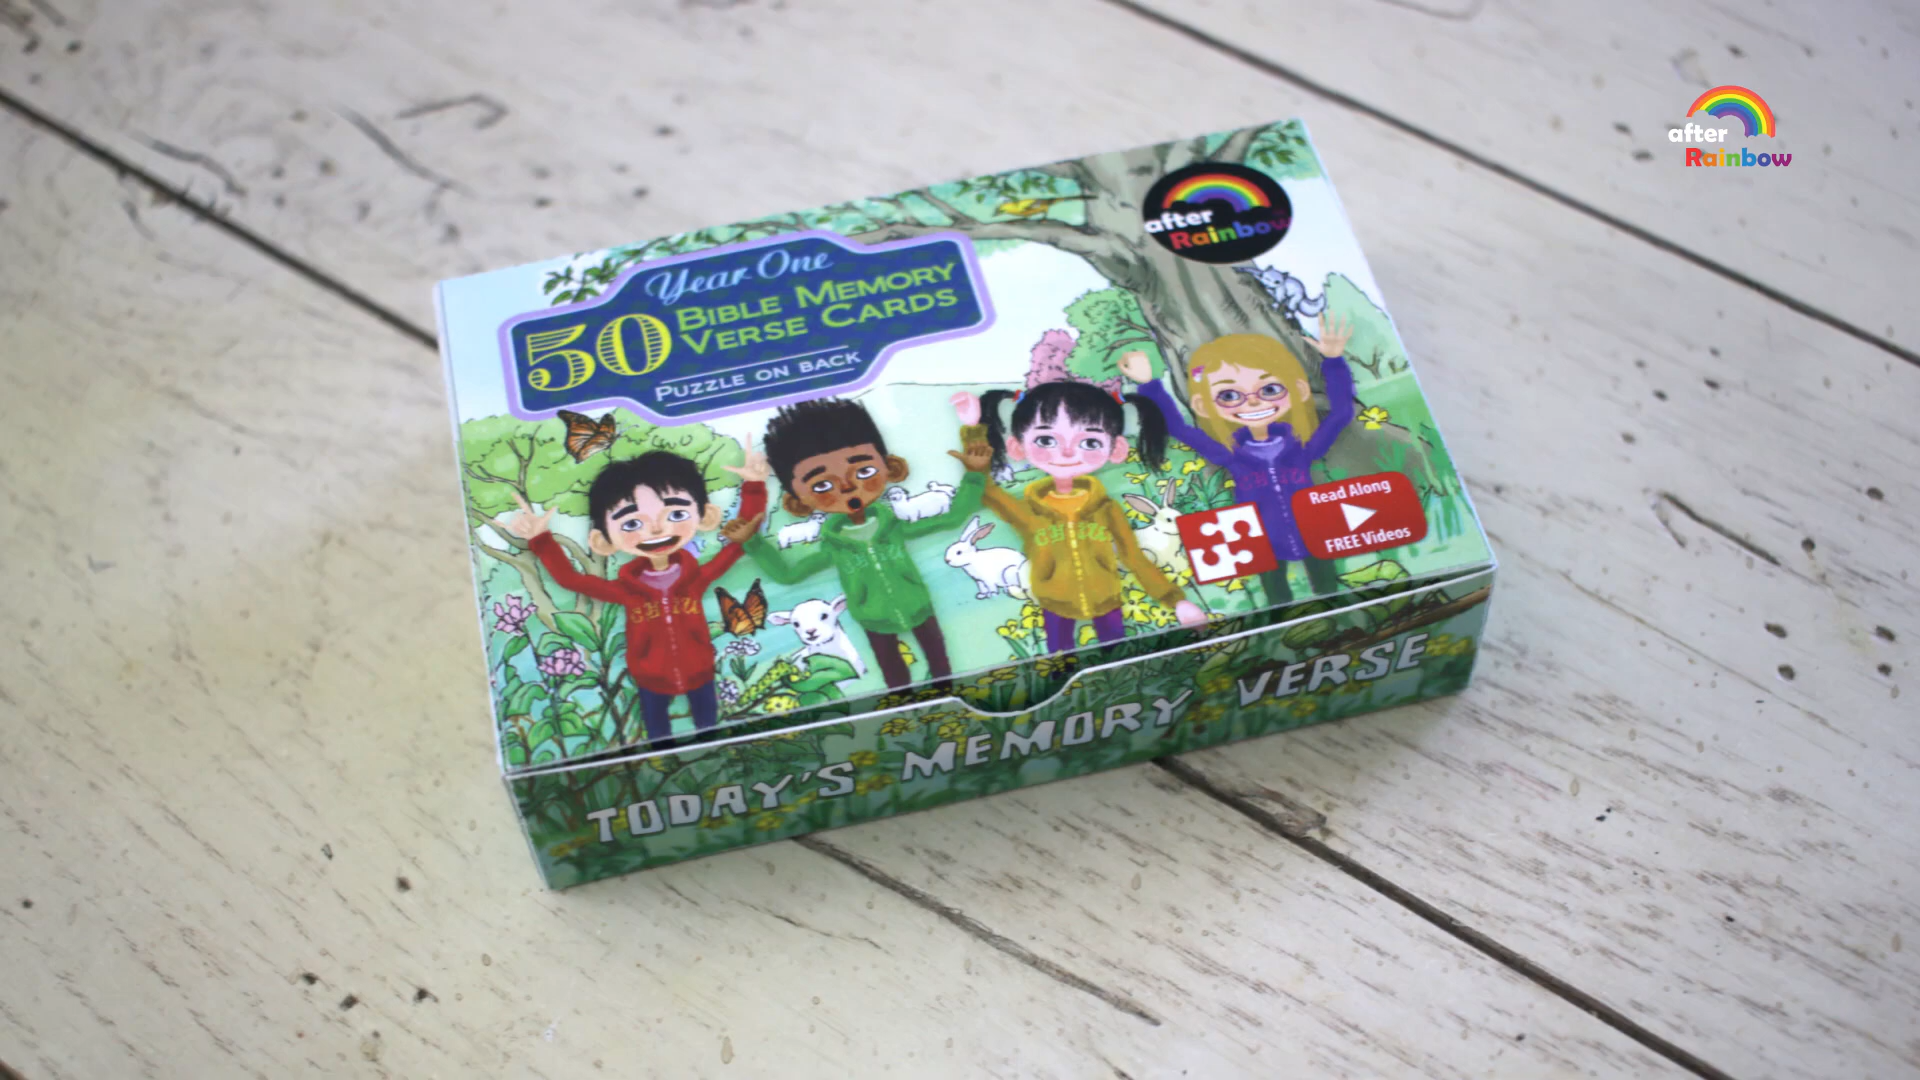 after
Rainbow
after
Rainbow
Year One
50
BIBLE MEMORY
VERSE CARDS
PUZZLE ON BACK
Read Along
FREE Videos
TODAY'S MEMORY VERSE